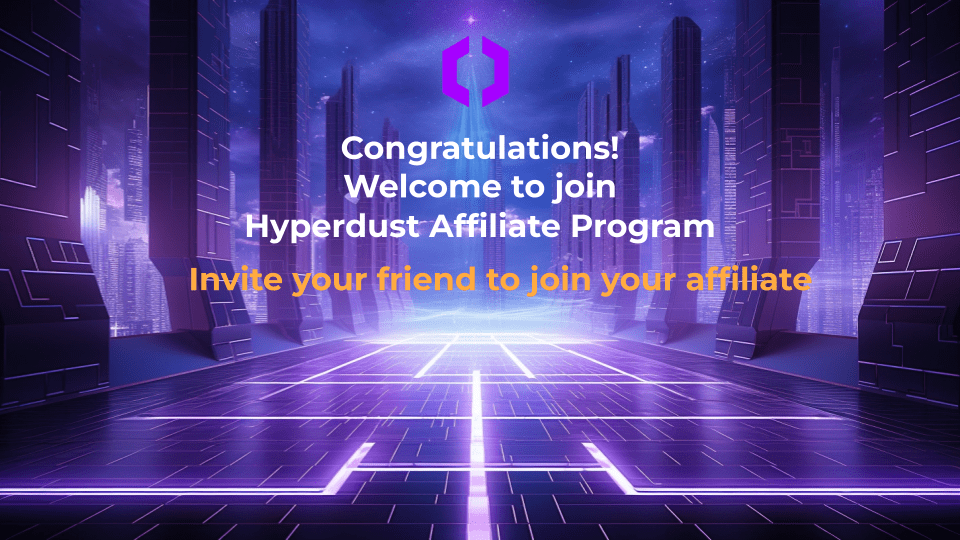 Congratulations!
Welcome to join
Hyperdust Affiliate Program
Invite your friend to join your affiliate